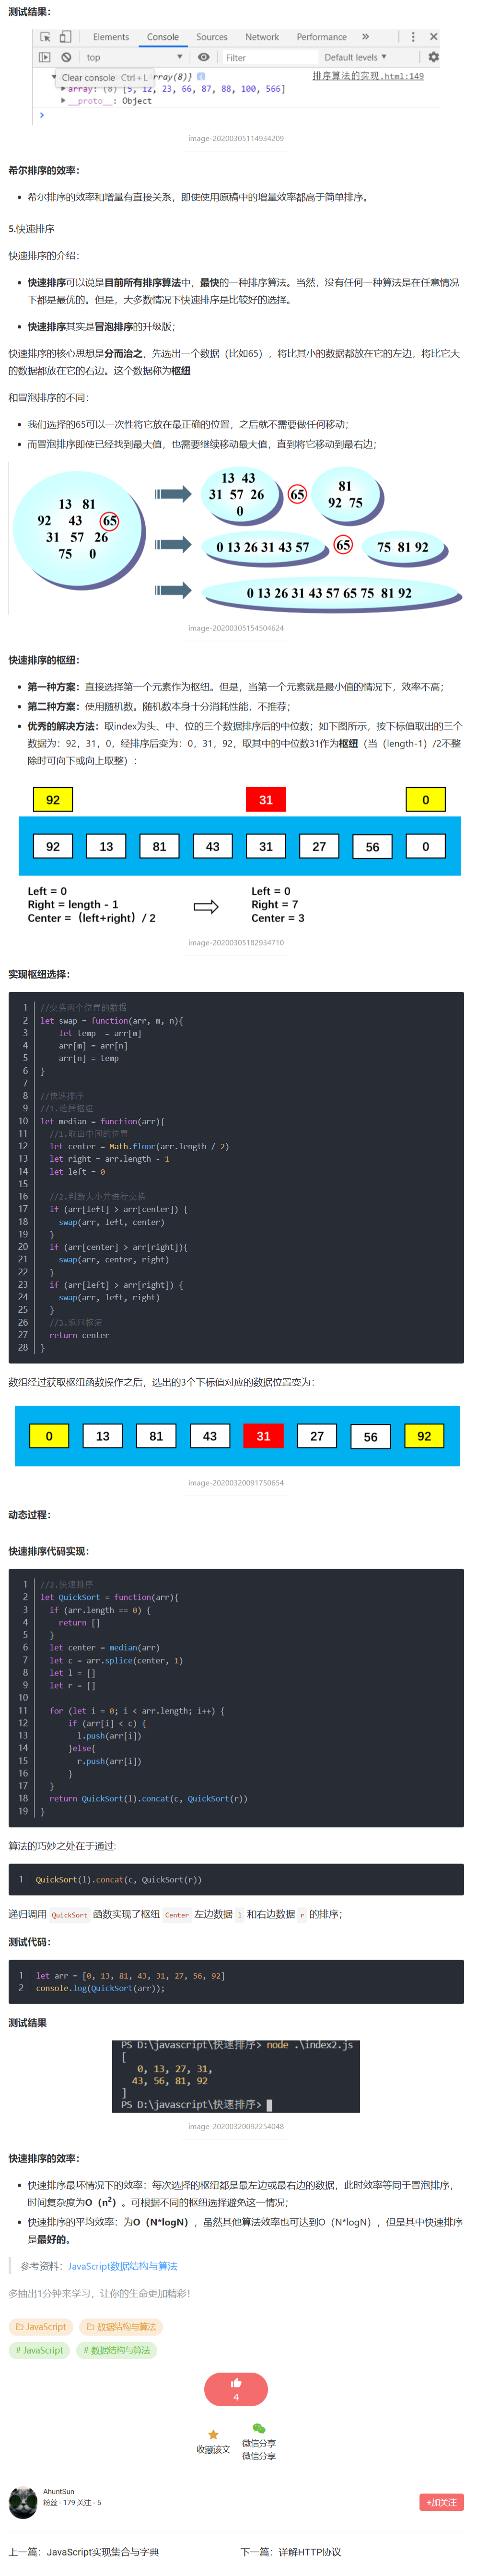 测试结果：
Elements Console Sources Network Performance » ⋮ ✕
top ▼ Filter Default levels ▼
Clear console Ctrl+L rray(8)} 排序算法的实现.html:149
▶ array: (8) [5, 12, 23, 66, 87, 88, 100, 566]
▶ __proto__: Object
>
image-20200305114934209
希尔排序的效率：
• 希尔排序的效率和增量有直接关系，即使使用原稿中的增量效率都高于简单排序。
5.快速排序
快速排序的介绍：
• 快速排序可以说是目前所有排序算法中，最快的一种排序算法。当然，没有任何一种算法是在任意情况
下都是最优的。但是，大多数情况下快速排序是比较好的选择。
• 快速排序其实是冒泡排序的升级版；
快速排序的核心思想是分而治之，先选出一个数据（比如65），将比其小的数据都放在它的左边，将比它大
的数据都放在它的右边。这个数据称为枢纽
和冒泡排序的不同：
• 我们选择的65可以一次性将它放在最正确的位置，之后就不需要做任何移动；
• 而冒泡排序即使已经找到最大值，也需要继续移动最大值，直到将它移动到最右边；
13 81
92 43 65
31 57 26
75 0
13 43
31 57 26
0
65
81
92 75
0 13 26 31 43 57 65 75 81 92
0 13 26 31 43 57 65 75 81 92
image-20200305154504624
快速排序的枢纽：
• 第一种方案：直接选择第一个元素作为枢纽。但是，当第一个元素就是最小值的情况下，效率不高；
• 第二种方案：使用随机数。随机数本身十分消耗性能，不推荐；
• 优秀的解决方法：取index为头、中、位的三个数据排序后的中位数；如下图所示，按下标值取出的三个
数据为：92，31，0，经排序后变为：0，31，92，取其中的中位数31作为枢纽（当（length-1）/2不整
除时可向下或向上取整）：
92 31 0
92 13 81 43 31 27 56 0
Left = 0
Right = length - 1
Center =（left+right）/ 2
Left = 0
Right = 7
Center = 3
image-20200305182934710
实现枢纽选择：
1 //交换两个位置的数据
2 let swap = function(arr, m, n){
3 let temp = arr[m]
4 arr[m] = arr[n]
5 arr[n] = temp
6 }
7
8 //快速排序
9 //1.选择枢纽
10 let median = function(arr){
11 //1.取出中间的位置
12 let center = Math.floor(arr.length / 2)
13 let right = arr.length - 1
14 let left = 0
15
16 //2.判断大小并进行交换
17 if (arr[left] > arr[center]) {
18 swap(arr, left, center)
19 }
20 if (arr[center] > arr[right]){
21 swap(arr, center, right)
22 }
23 if (arr[left] > arr[right]) {
24 swap(arr, left, right)
25 }
26 //3.返回枢纽
27 return center
28 }
数组经过获取枢纽函数操作之后，选出的3个下标值对应的数据位置变为：
0 13 81 43 31 27 56 92
image-20200320091750654
动态过程：
快速排序代码实现：
1 //2.快速排序
2 let QuickSort = function(arr){
3 if (arr.length == 0) {
4 return []
5 }
6 let center = median(arr)
7 let c = arr.splice(center, 1)
8 let l = []
9 let r = []
10
11 for (let i = 0; i < arr.length; i++) {
12 if (arr[i] < c) {
13 l.push(arr[i])
14 }else{
15 r.push(arr[i])
16 }
17 }
18 return QuickSort(l).concat(c, QuickSort(r))
19 }
算法的巧妙之处在于通过:
1 QuickSort(l).concat(c, QuickSort(r))
递归调用 QuickSort 函数实现了枢纽 Center 左边数据 l 和右边数据 r 的排序；
测试代码：
1 let arr = [0, 13, 81, 43, 31, 27, 56, 92]
2 console.log(QuickSort(arr));
测试结果
PS D:\javascript\快速排序> node .\index2.js
[
0, 13, 27, 31,
43, 56, 81, 92
]
PS D:\javascript\快速排序>
image-20200320092254048
快速排序的效率：
• 快速排序最坏情况下的效率：每次选择的枢纽都是最左边或最右边的数据，此时效率等同于冒泡排序，
时间复杂度为O（n²）。可根据不同的枢纽选择避免这一情况；
• 快速排序的平均效率：为O（N*logN），虽然其他算法效率也可达到O（N*logN），但是其中快速排序
是最好的。
参考资料：JavaScript数据结构与算法
多抽出1分钟来学习，让你的生命更加精彩！
JavaScript 数据结构与算法
# JavaScript # 数据结构与算法
4
收藏该文 微信分享
微信分享
AhuntSun
粉丝 - 179 关注 - 5
+加关注
上一篇：JavaScript实现集合与字典 下一篇：详解HTTP协议